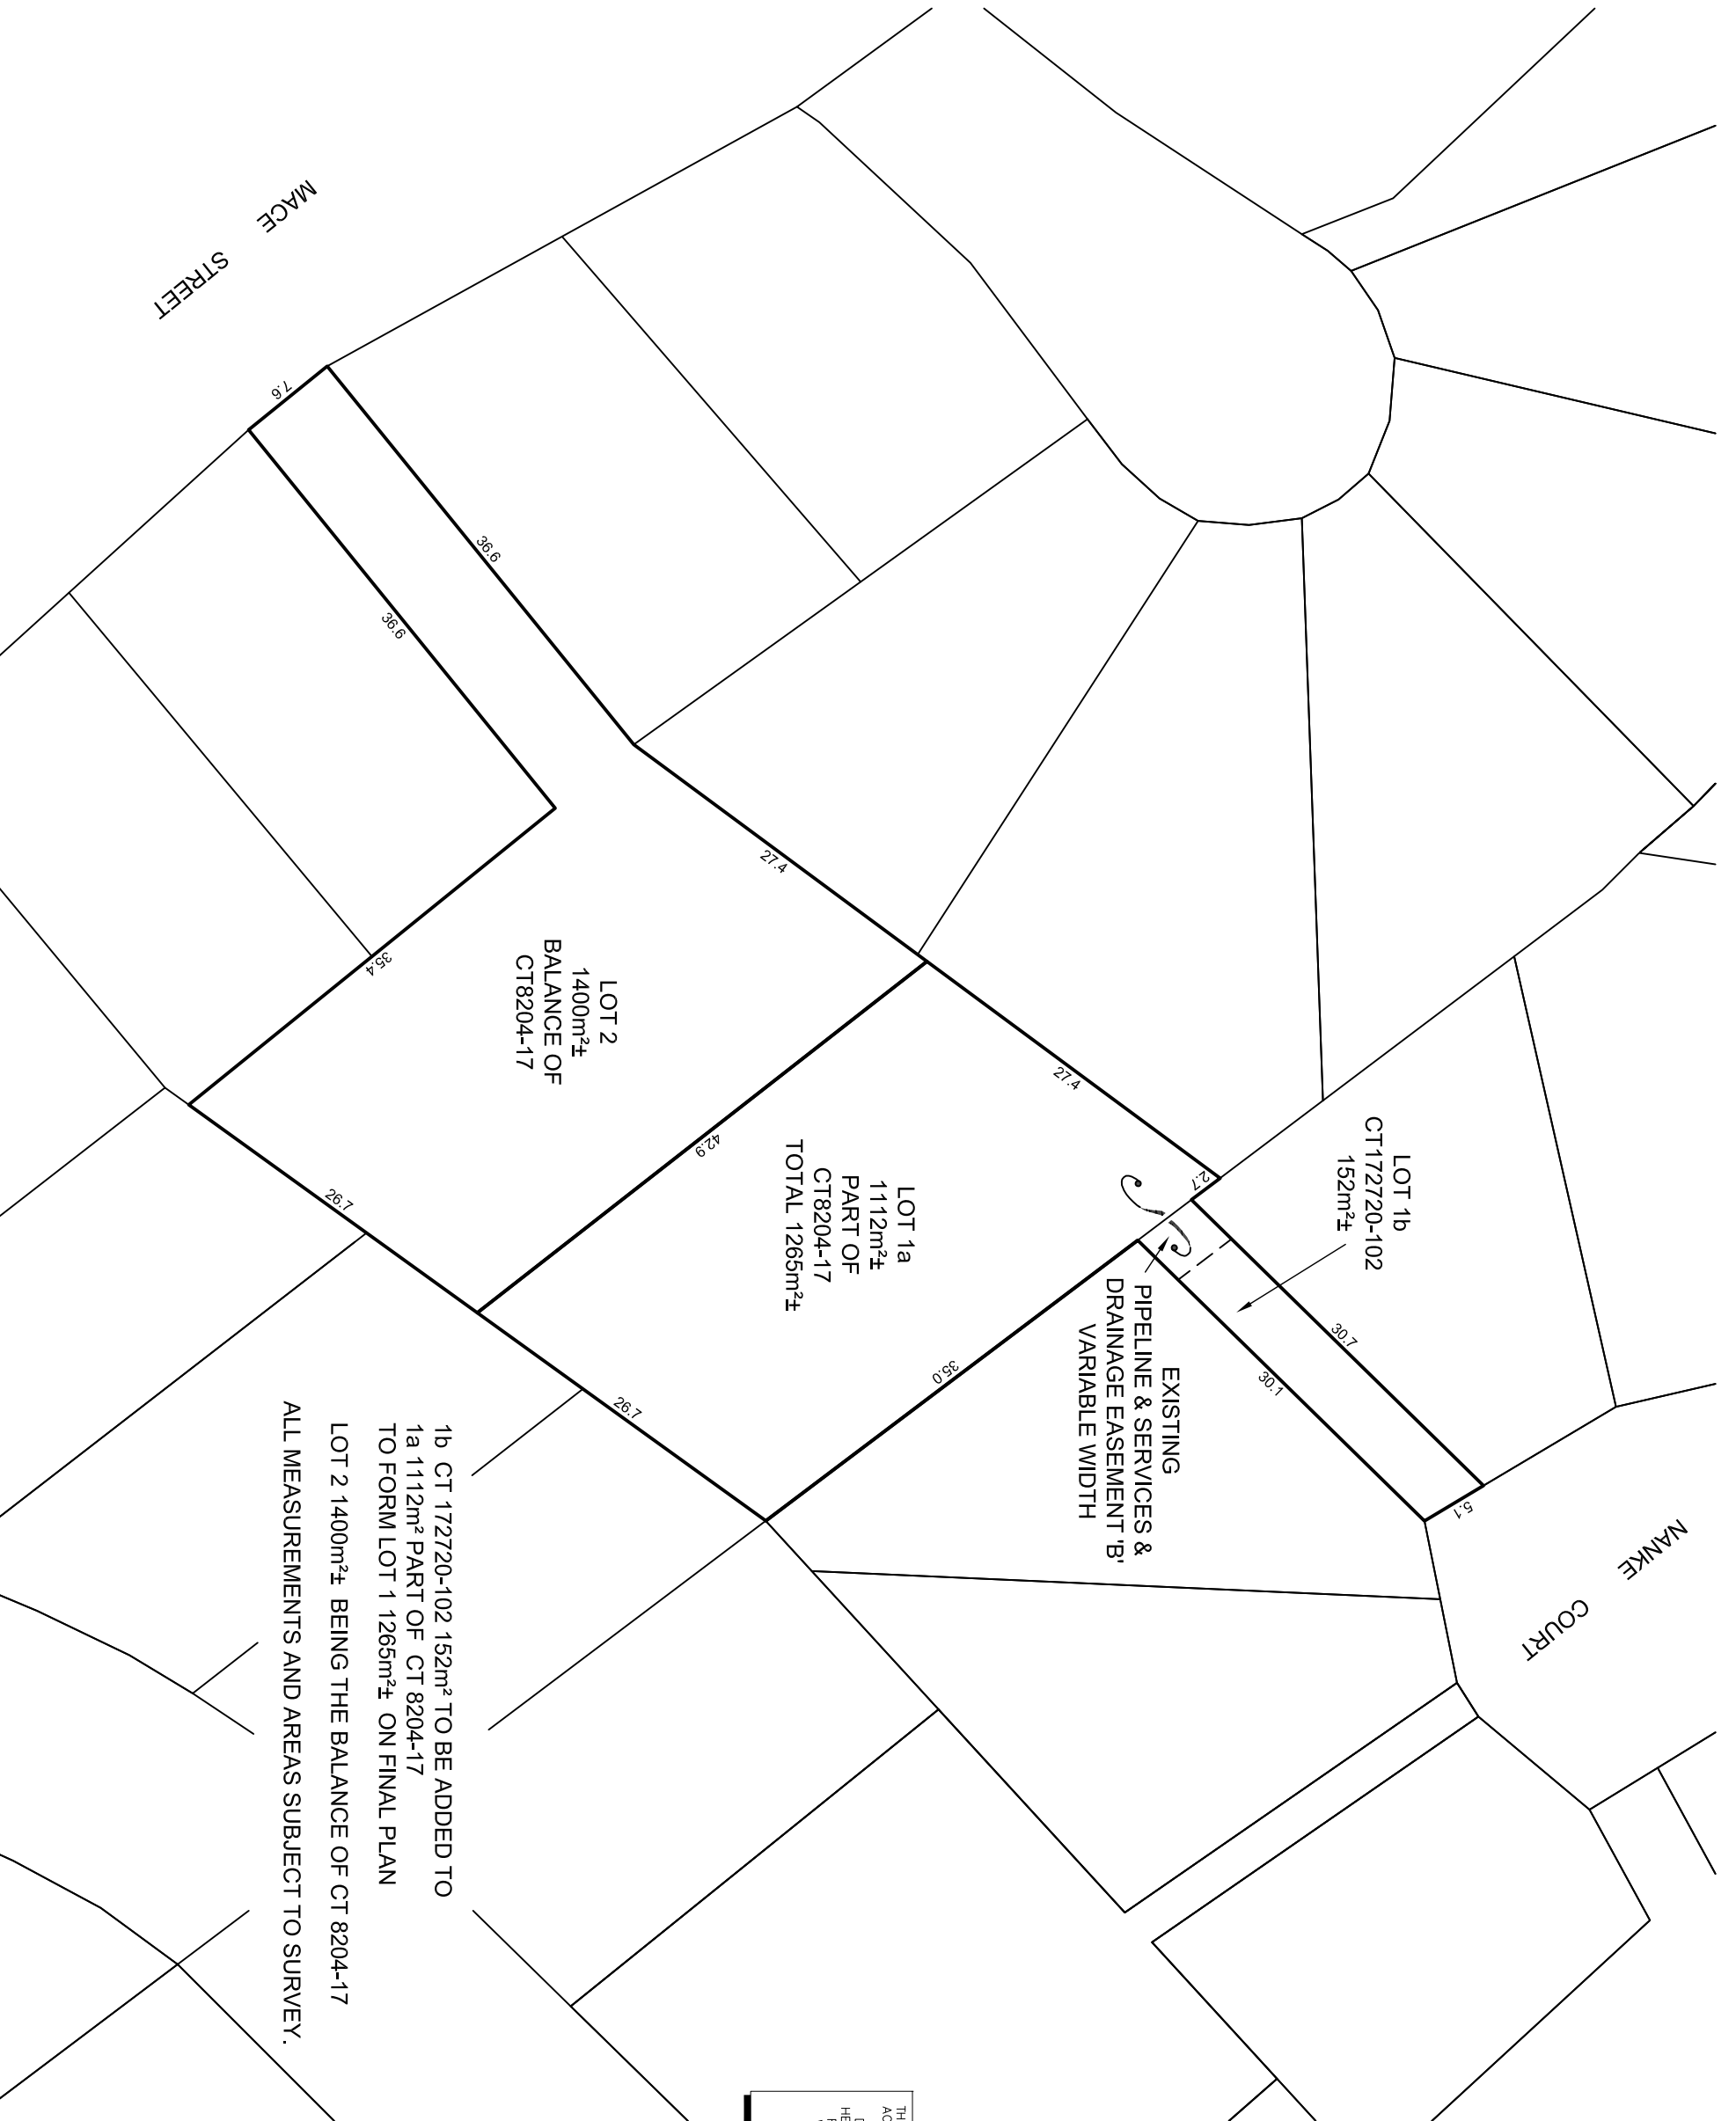 MACE
STREET
7.6
36.6
36.6
27.4
35.4
LOT 2
1400m²±
BALANCE OF
CT8204-17
27.4
42.9
26.7
LOT 1a
1112m²±
PART OF
CT8204-17
TOTAL 1265m²±
2.7
LOT 1b
CT172720-102
152m²±
EXISTING
PIPELINE & SERVICES &
DRAINAGE EASEMENT 'B'
VARIABLE WIDTH
30.7
30.1
35.0
26.7
5.1
NANKE
COURT
1b CT 172720-102 152m² TO BE ADDED TO
1a 1112m² PART OF CT 8204-17
TO FORM LOT 1 1265m²± ON FINAL PLAN
LOT 2 1400m²± BEING THE BALANCE OF CT 8204-17
ALL MEASUREMENTS AND AREAS SUBJECT TO SURVEY.